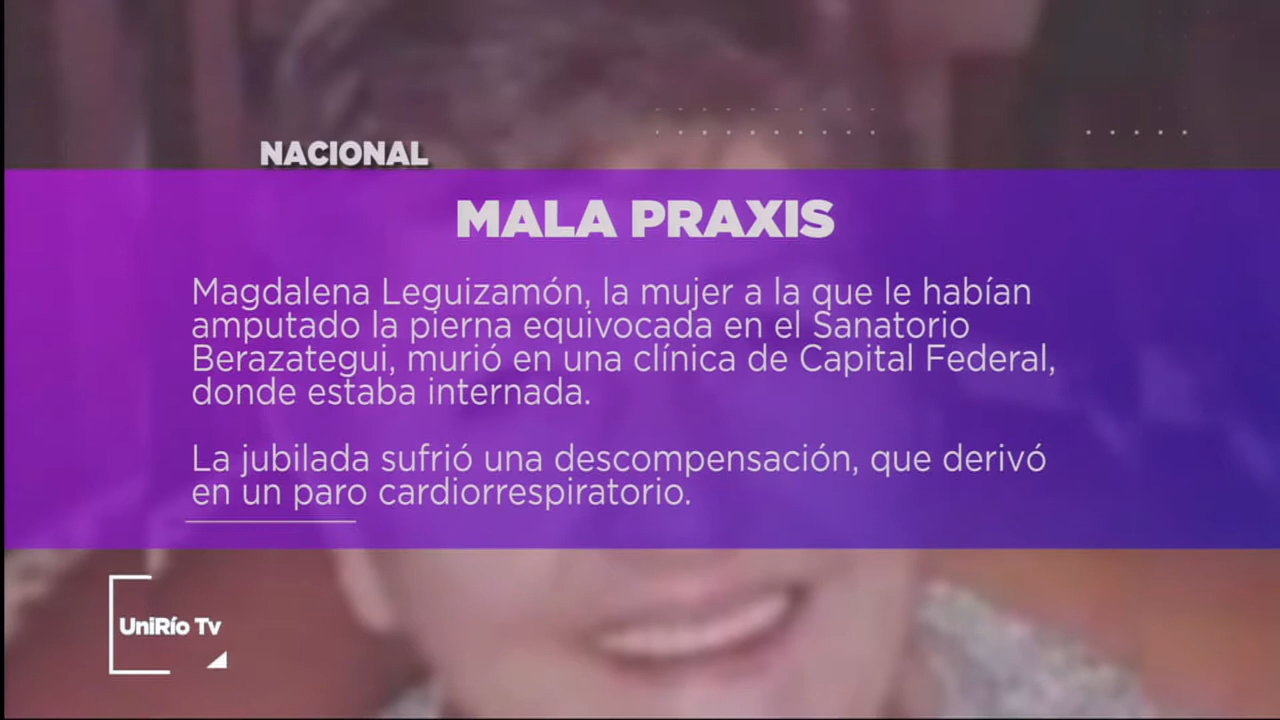 NACIONAL
MALA PRAXIS
Magdalena Leguizamón, la mujer a la que le habían
amputado la pierna equivocada en el Sanatorio
Berazategui, murió en una clínica de Capital Federal,
donde estaba internada.
La jubilada sufrió una descompensación, que derivó
en un paro cardiorrespiratorio.
UniRío Tv